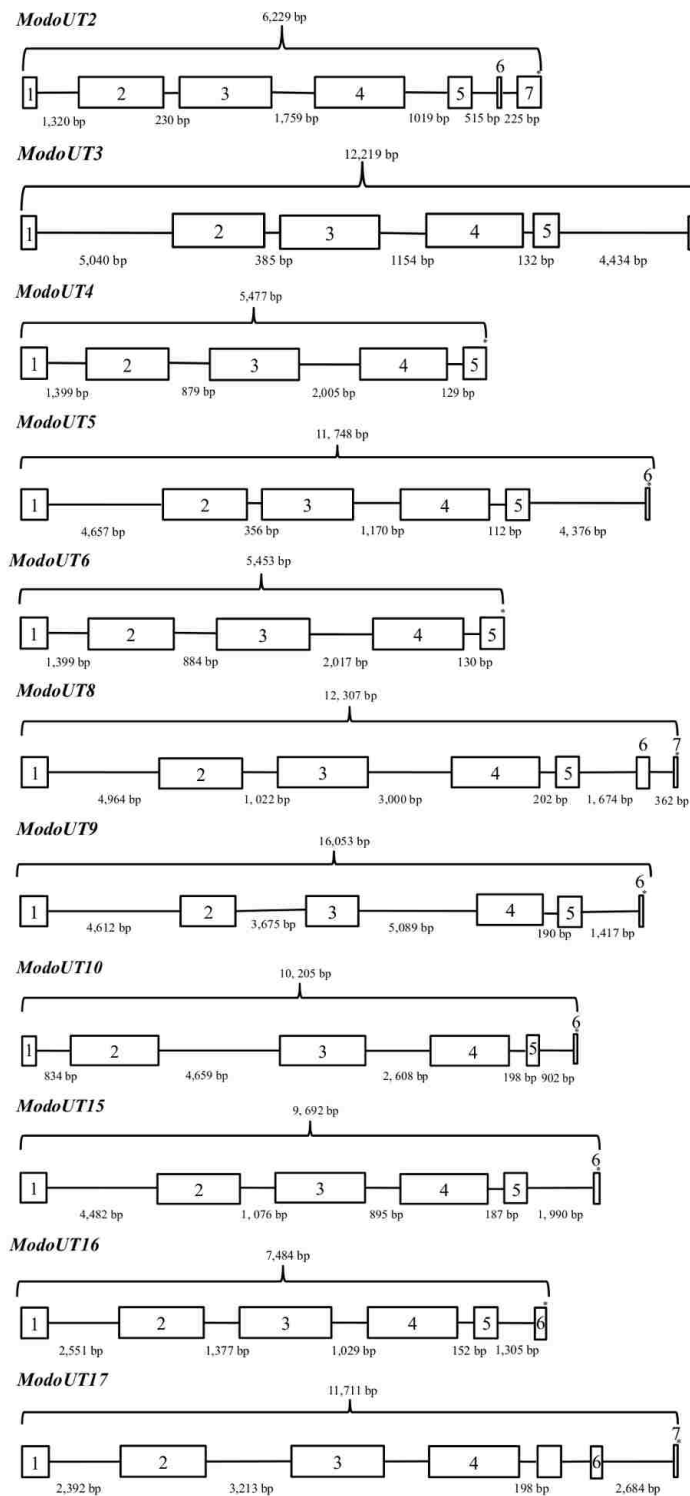 ModoUT2
6,229 bp
6
1 2 3 4 5 7 *
1,320 bp 230 bp 1,759 bp 1019 bp 515 bp 225 bp
ModoUT3
12,219 bp
1 2 3 4 5
5,040 bp 385 bp 1154 bp 132 bp 4,434 bp
ModoUT4
5,477 bp
*
1 2 3 4 5
1,399 bp 879 bp 2,005 bp 129 bp
ModoUT5
11, 748 bp
6
*
1 2 3 4 5
4,657 bp 356 bp 1,170 bp 112 bp 4, 376 bp
ModoUT6
5,453 bp
*
1 2 3 4 5
1,399 bp 884 bp 2,017 bp 130 bp
ModoUT8
12, 307 bp
6 7
*
1 2 3 4 5
4,964 bp 1, 022 bp 3,000 bp 202 bp 1, 674 bp 362 bp
ModoUT9
16,053 bp
6
*
1 2 3 4 5
4,612 bp 3,675 bp 5,089 bp 190 bp 1,417 bp
ModoUT10
10, 205 bp
6
*
1 2 3 4 5
834 bp 4,659 bp 2, 608 bp 198 bp 902 bp
ModoUT15
9, 692 bp
6
*
1 2 3 4 5
4,482 bp 1, 076 bp 895 bp 187 bp 1, 990 bp
ModoUT16
7,484 bp
*
1 2 3 4 5 6
2,551 bp 1,377 bp 1,029 bp 152 bp 1,305 bp
ModoUT17
11,711 bp
7
*
1 2 3 4 6
2,392 bp 3,213 bp 198 bp 2,684 bp